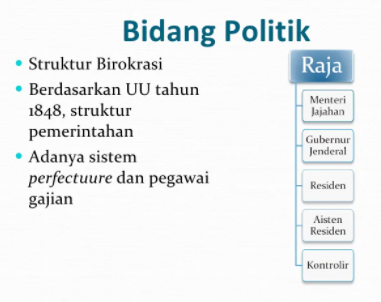 Bidang Politik
Struktur Birokrasi
Berdasarkan UU tahun
1848, struktur
pemerintahan
Adanya sistem
perfectuure dan pegawai
gajian
Raja
Menteri
Jajahan
Gubernur
Jenderal
Residen
Aisten
Residen
Kontrolir